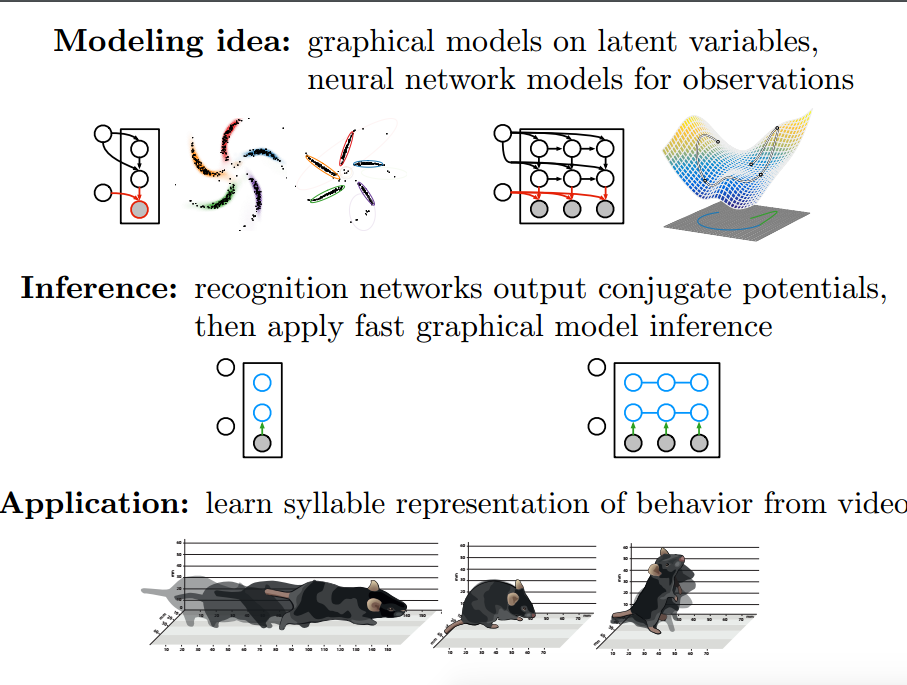 Modeling idea: graphical models on latent variables,
neural network models for observations
Inference: recognition networks output conjugate potentials,
then apply fast graphical model inference
Application: learn syllable representation of behavior from video